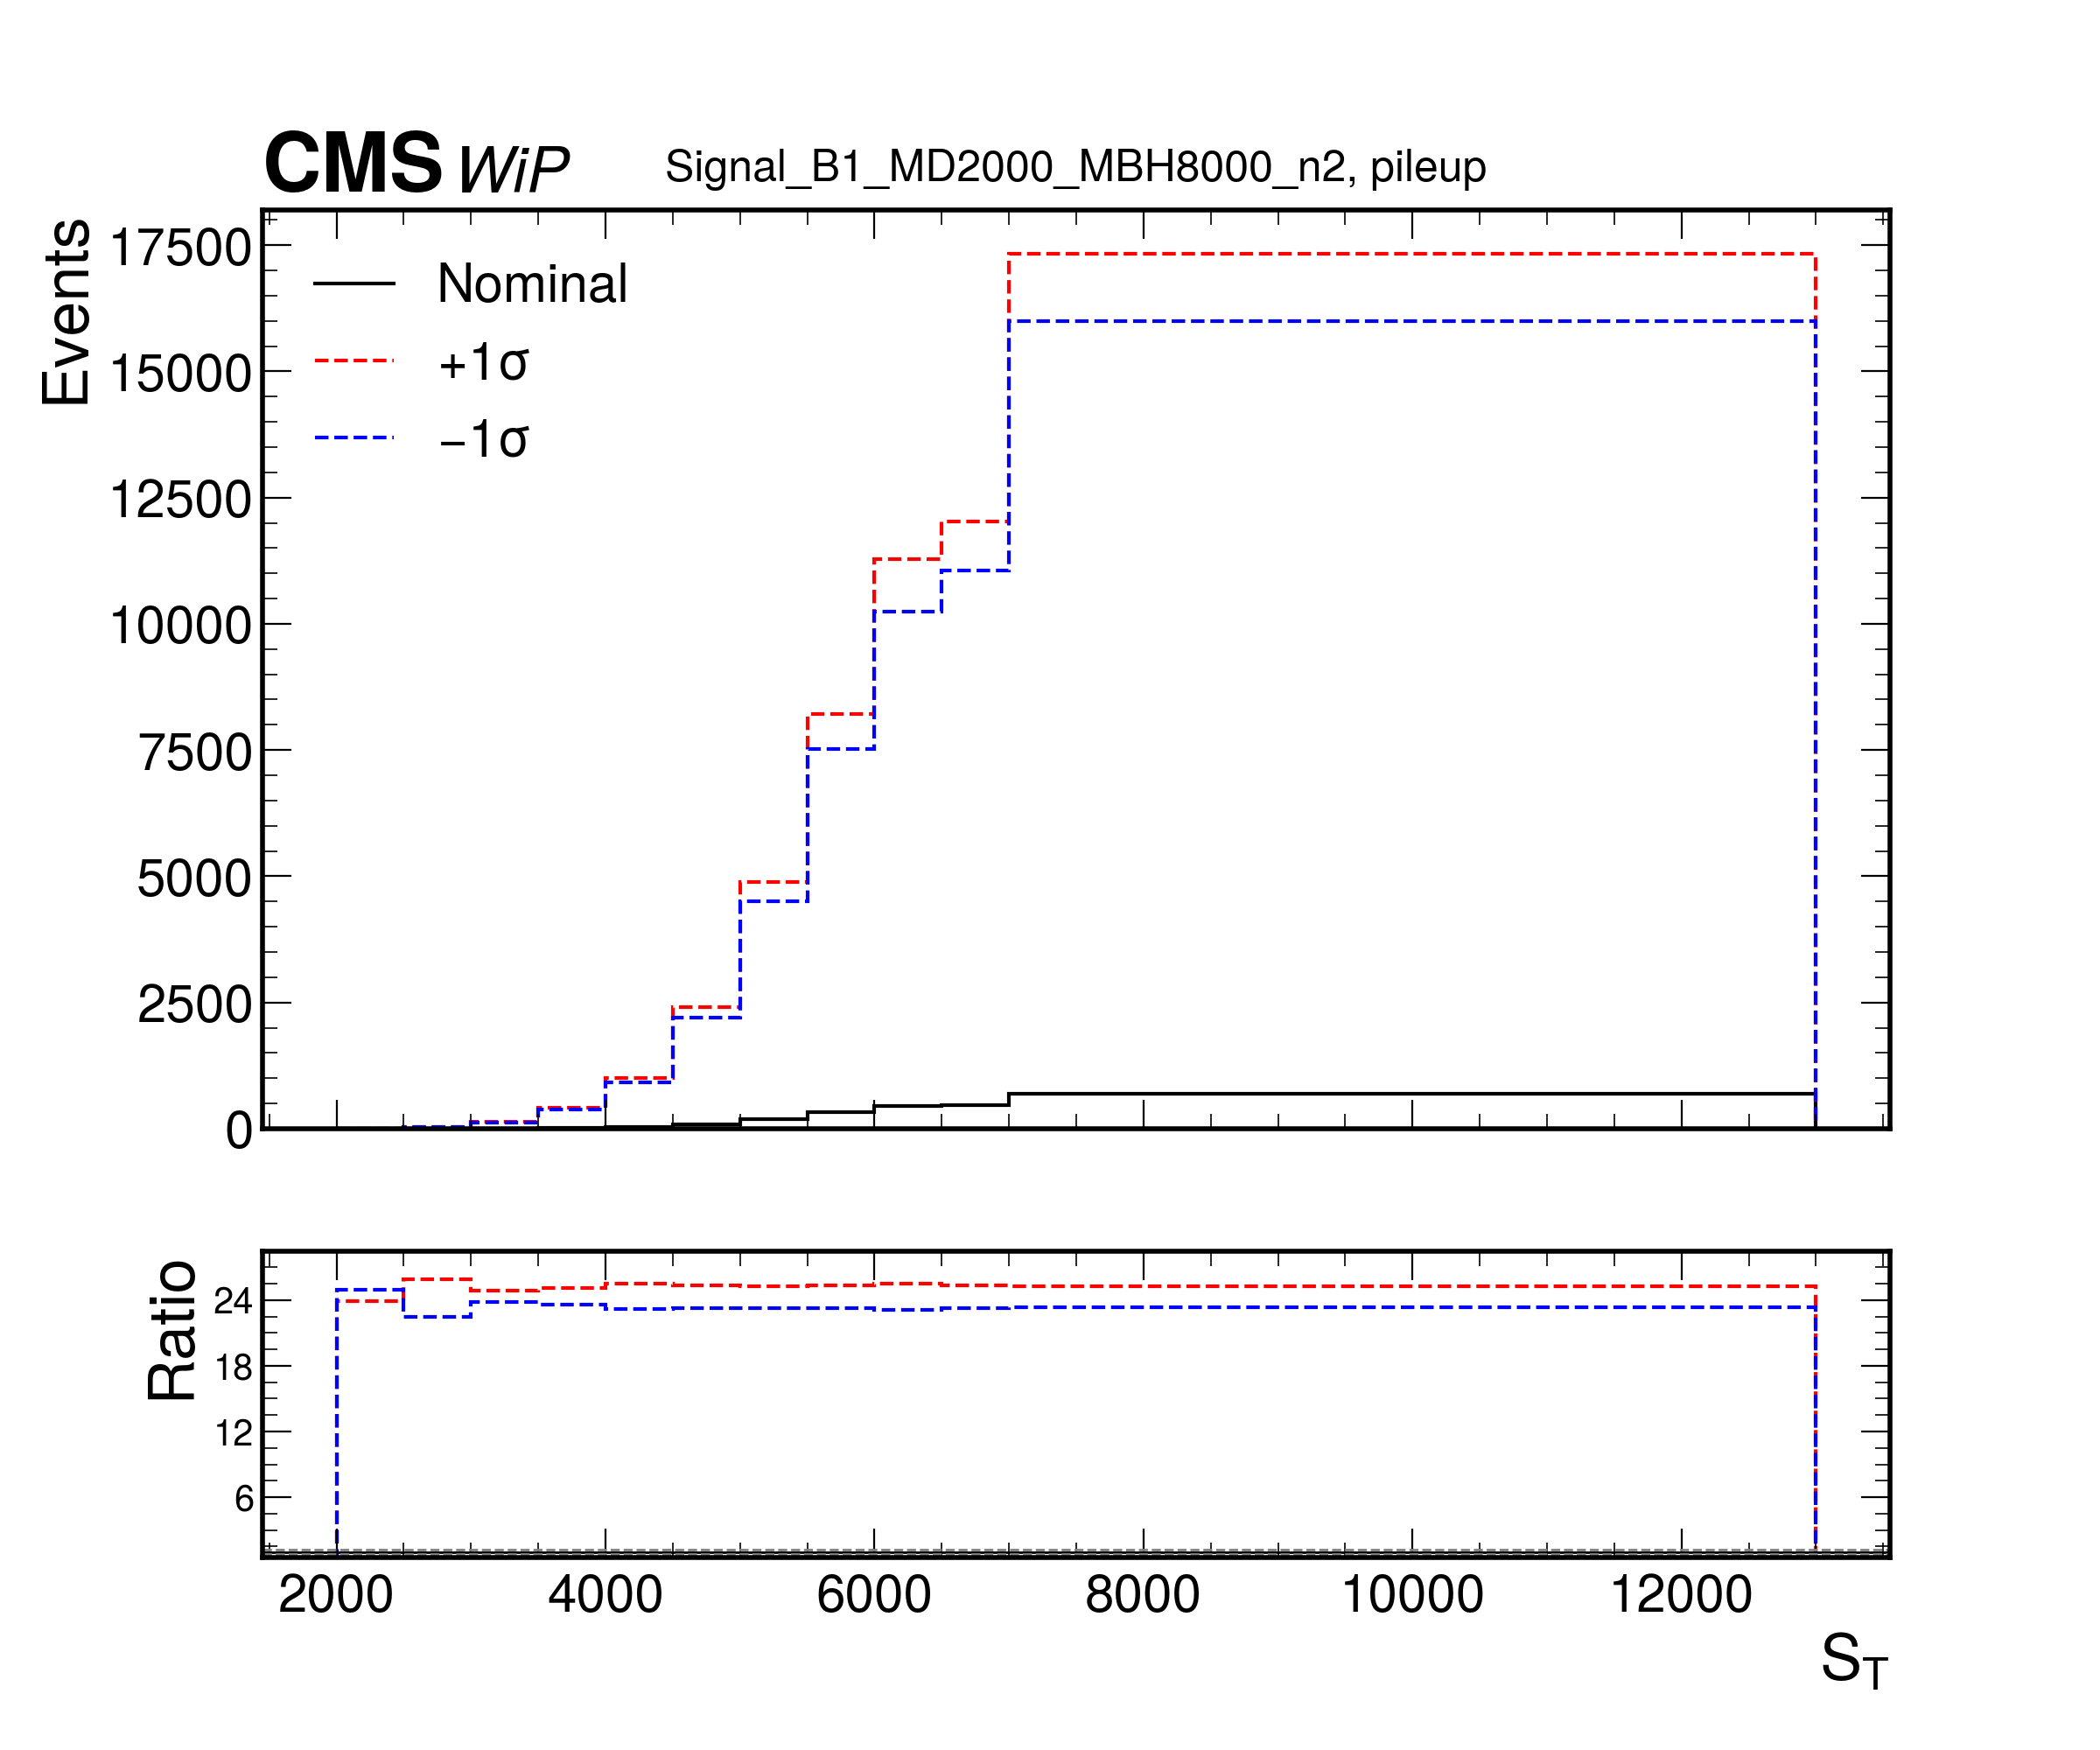 CMS WiP Signal_B1_MD2000_MBH8000_n2, pileup
Events
17500
15000
12500
10000
7500
5000
2500
0
Nominal
+1σ
−1σ
Ratio
24
18
12
6
2000 4000 6000 8000 10000 12000
S_T